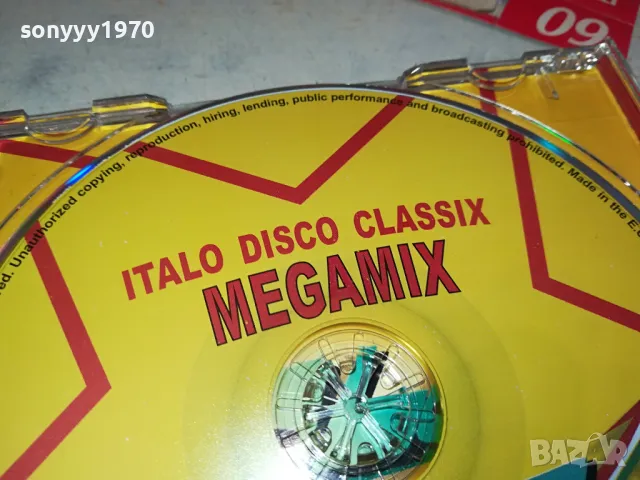 sonyyy1970
09
Unauthorized copying, reproduction, hiring, lending, public performance and broadcasting prohibited. Made in the E.U
ITALO DISCO CLASSIX
MEGAMIX
BAZAR
bg